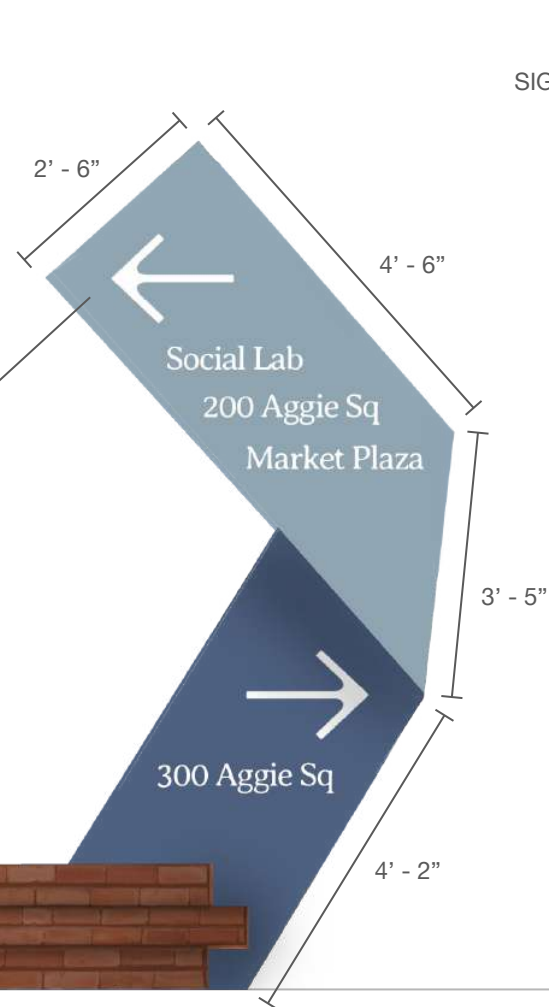 SIG
2’ - 6”
4’ - 6”
Social Lab
200 Aggie Sq
Market Plaza
3’ - 5”
300 Aggie Sq
4’ - 2”